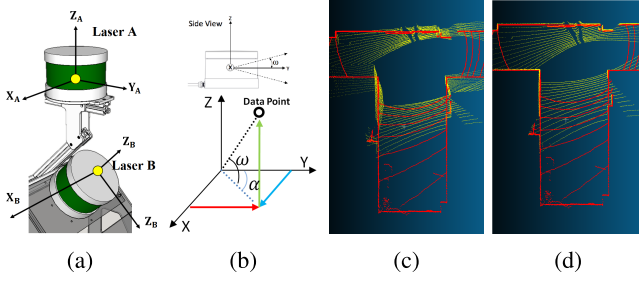 Z_A
Laser A
X_A
Y_A
Z_B
Laser B
X_B
Z_B
(a)
Side View
Z
X
Y
ω
Z
Data Point
ω
Y
α
X
(b)
(c)
(d)